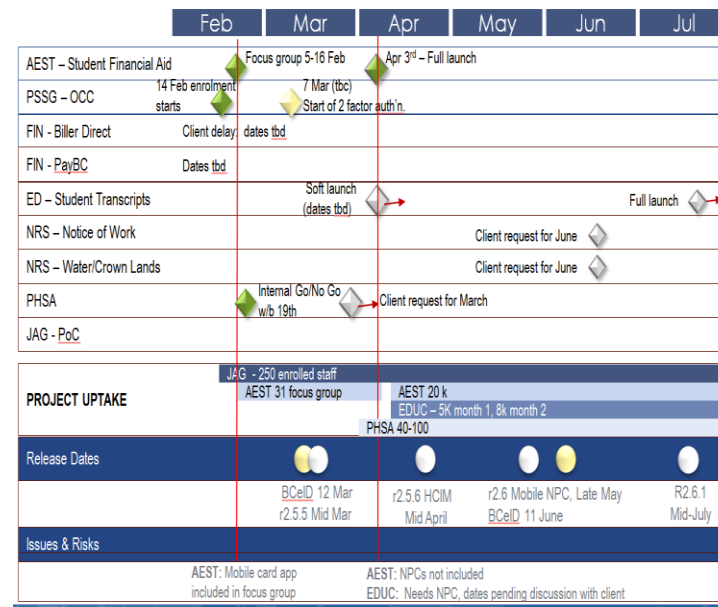 Feb Mar Apr May Jun Jul
AEST – Student Financial Aid
Focus group 5-16 Feb
Apr 3rd – Full launch
PSSG – OCC
14 Feb enrolment
starts
7 Mar (tbc)
Start of 2 factor auth'n.
FIN - Biller Direct
Client delay: dates tbd
FIN - PayBC
Dates tbd
ED – Student Transcripts
Soft launch
(dates tbd)
Full launch
NRS – Notice of Work
Client request for June
NRS – Water/Crown Lands
Client request for June
PHSA
Internal Go/No Go
w/b 19th
Client request for March
JAG - PoC
PROJECT UPTAKE
JAG - 250 enrolled staff
AEST 31 focus group
AEST 20 k
EDUC – 5K month 1, 8k month 2
PHSA 40-100
Release Dates
BCeID 12 Mar
r2.5.5 Mid Mar
r2.5.6 HCIM
Mid April
r2.6 Mobile NPC, Late May
BCeID 11 June
R2.6.1
Mid-July
Issues & Risks
AEST: Mobile card app
included in focus group
AEST: NPCs not included
EDUC: Needs NPC, dates pending discussion with client